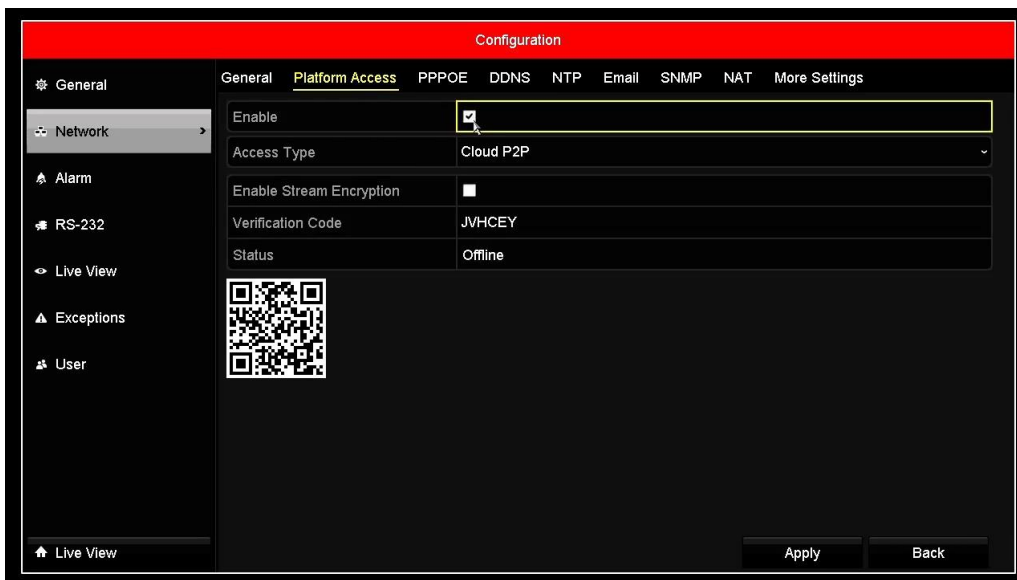 Configuration
General
Network
Alarm
RS-232
Live View
Exceptions
User
Live View
General Platform Access PPPOE DDNS NTP Email SNMP NAT More Settings
Enable
Access Type Cloud P2P
Enable Stream Encryption
Verification Code JVHCEY
Status Offline
Apply Back